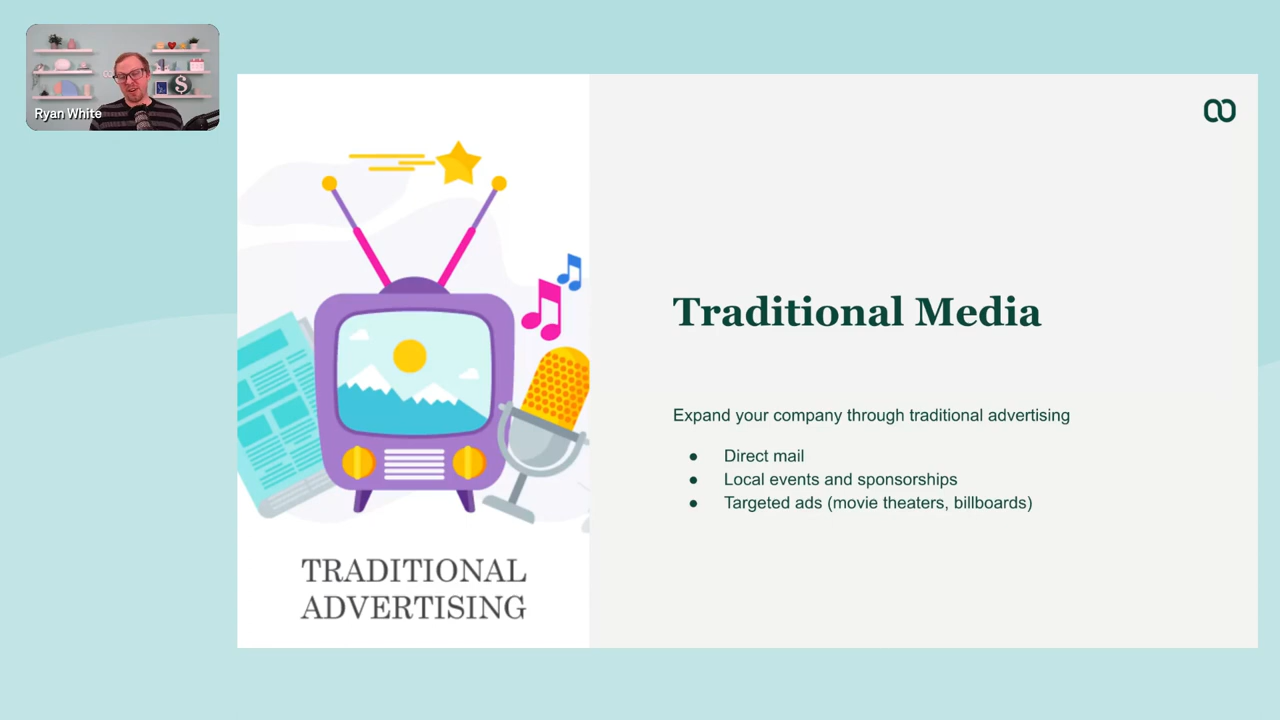 Ryan White
Traditional Media
Expand your company through traditional advertising
● Direct mail
● Local events and sponsorships
● Targeted ads (movie theaters, billboards)
TRADITIONAL
ADVERTISING